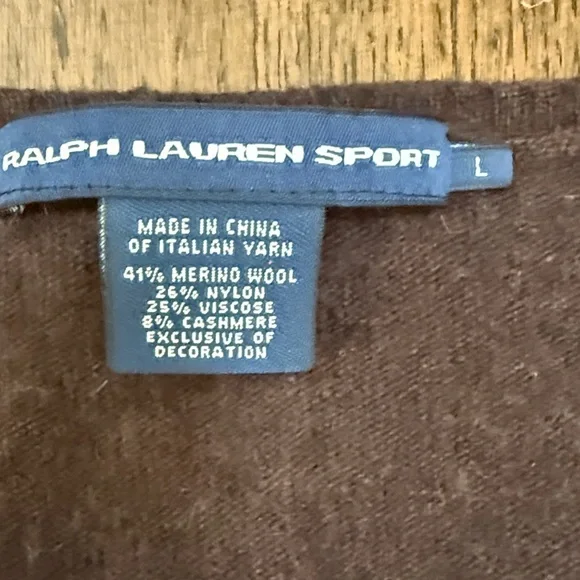 RALPH LAUREN SPORT
L
MADE IN CHINA
OF ITALIAN YARN
41% MERINO WOOL
26% NYLON
25% VISCOSE
8% CASHMERE
EXCLUSIVE OF
DECORATION